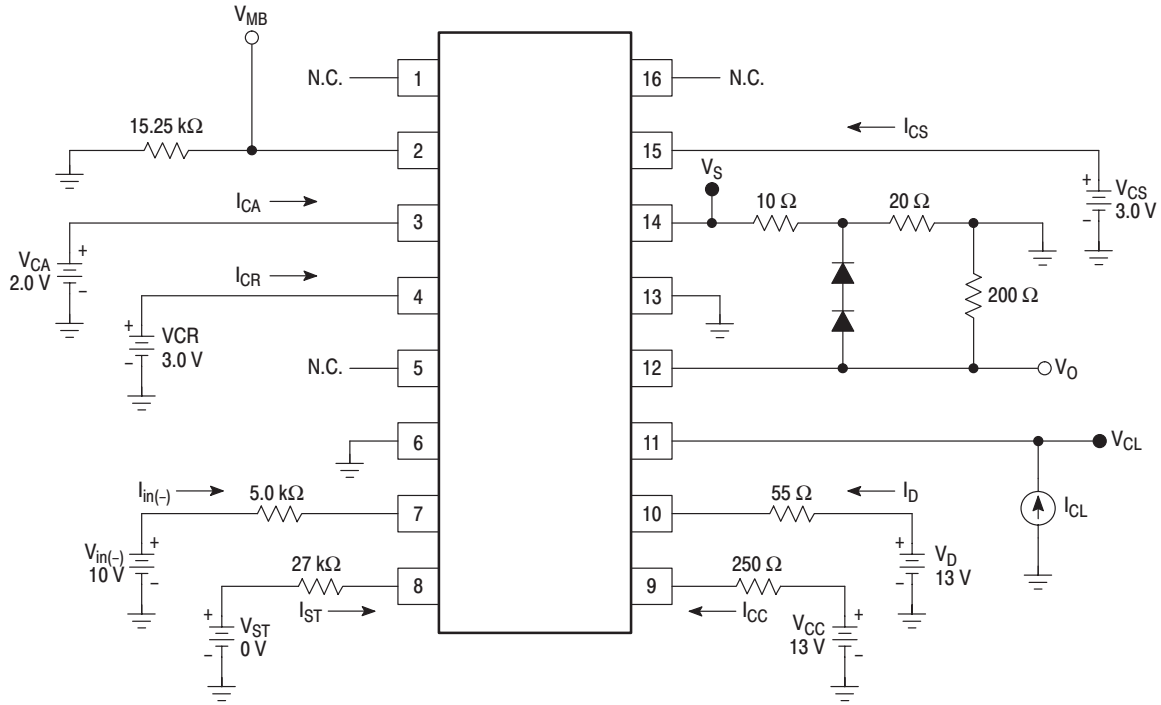 V_MB
N.C.
1
16
N.C.
15.25 kΩ
2
15
I_CS
V_CS
3.0 V
I_CA
3
V_CA
2.0 V
V_S
14
10 Ω
20 Ω
I_CR
4
VCR
3.0 V
13
200 Ω
N.C.
5
12
V_O
6
11
V_CL
I_CL
I_in(–)
5.0 kΩ
7
V_in(–)
10 V
10
55 Ω
I_D
V_D
13 V
27 kΩ
8
I_ST
V_ST
0 V
9
250 Ω
I_CC
V_CC
13 V
+
–
+
–
+
–
+
–
+
–
+
–
+
–